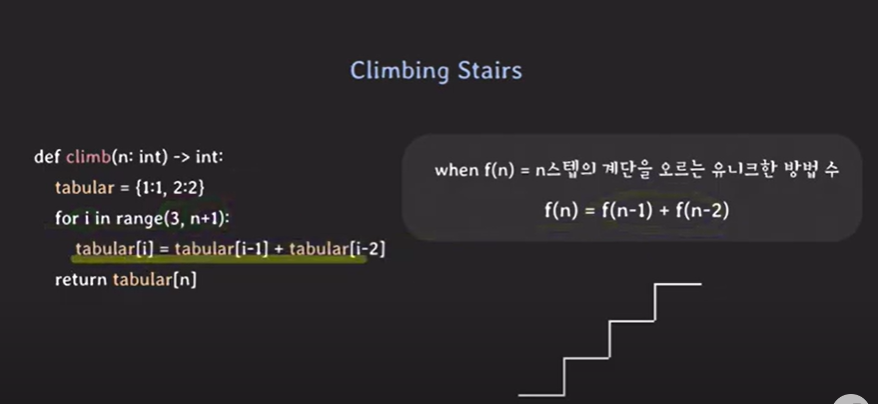 Climbing Stairs
def climb(n: int) -> int:
tabular = {1:1, 2:2}
for i in range(3, n+1):
tabular[i] = tabular[i-1] + tabular[i-2]
return tabular[n]
when f(n) = n스텝의 계단을 오르는 유니크한 방법 수
f(n) = f(n-1) + f(n-2)